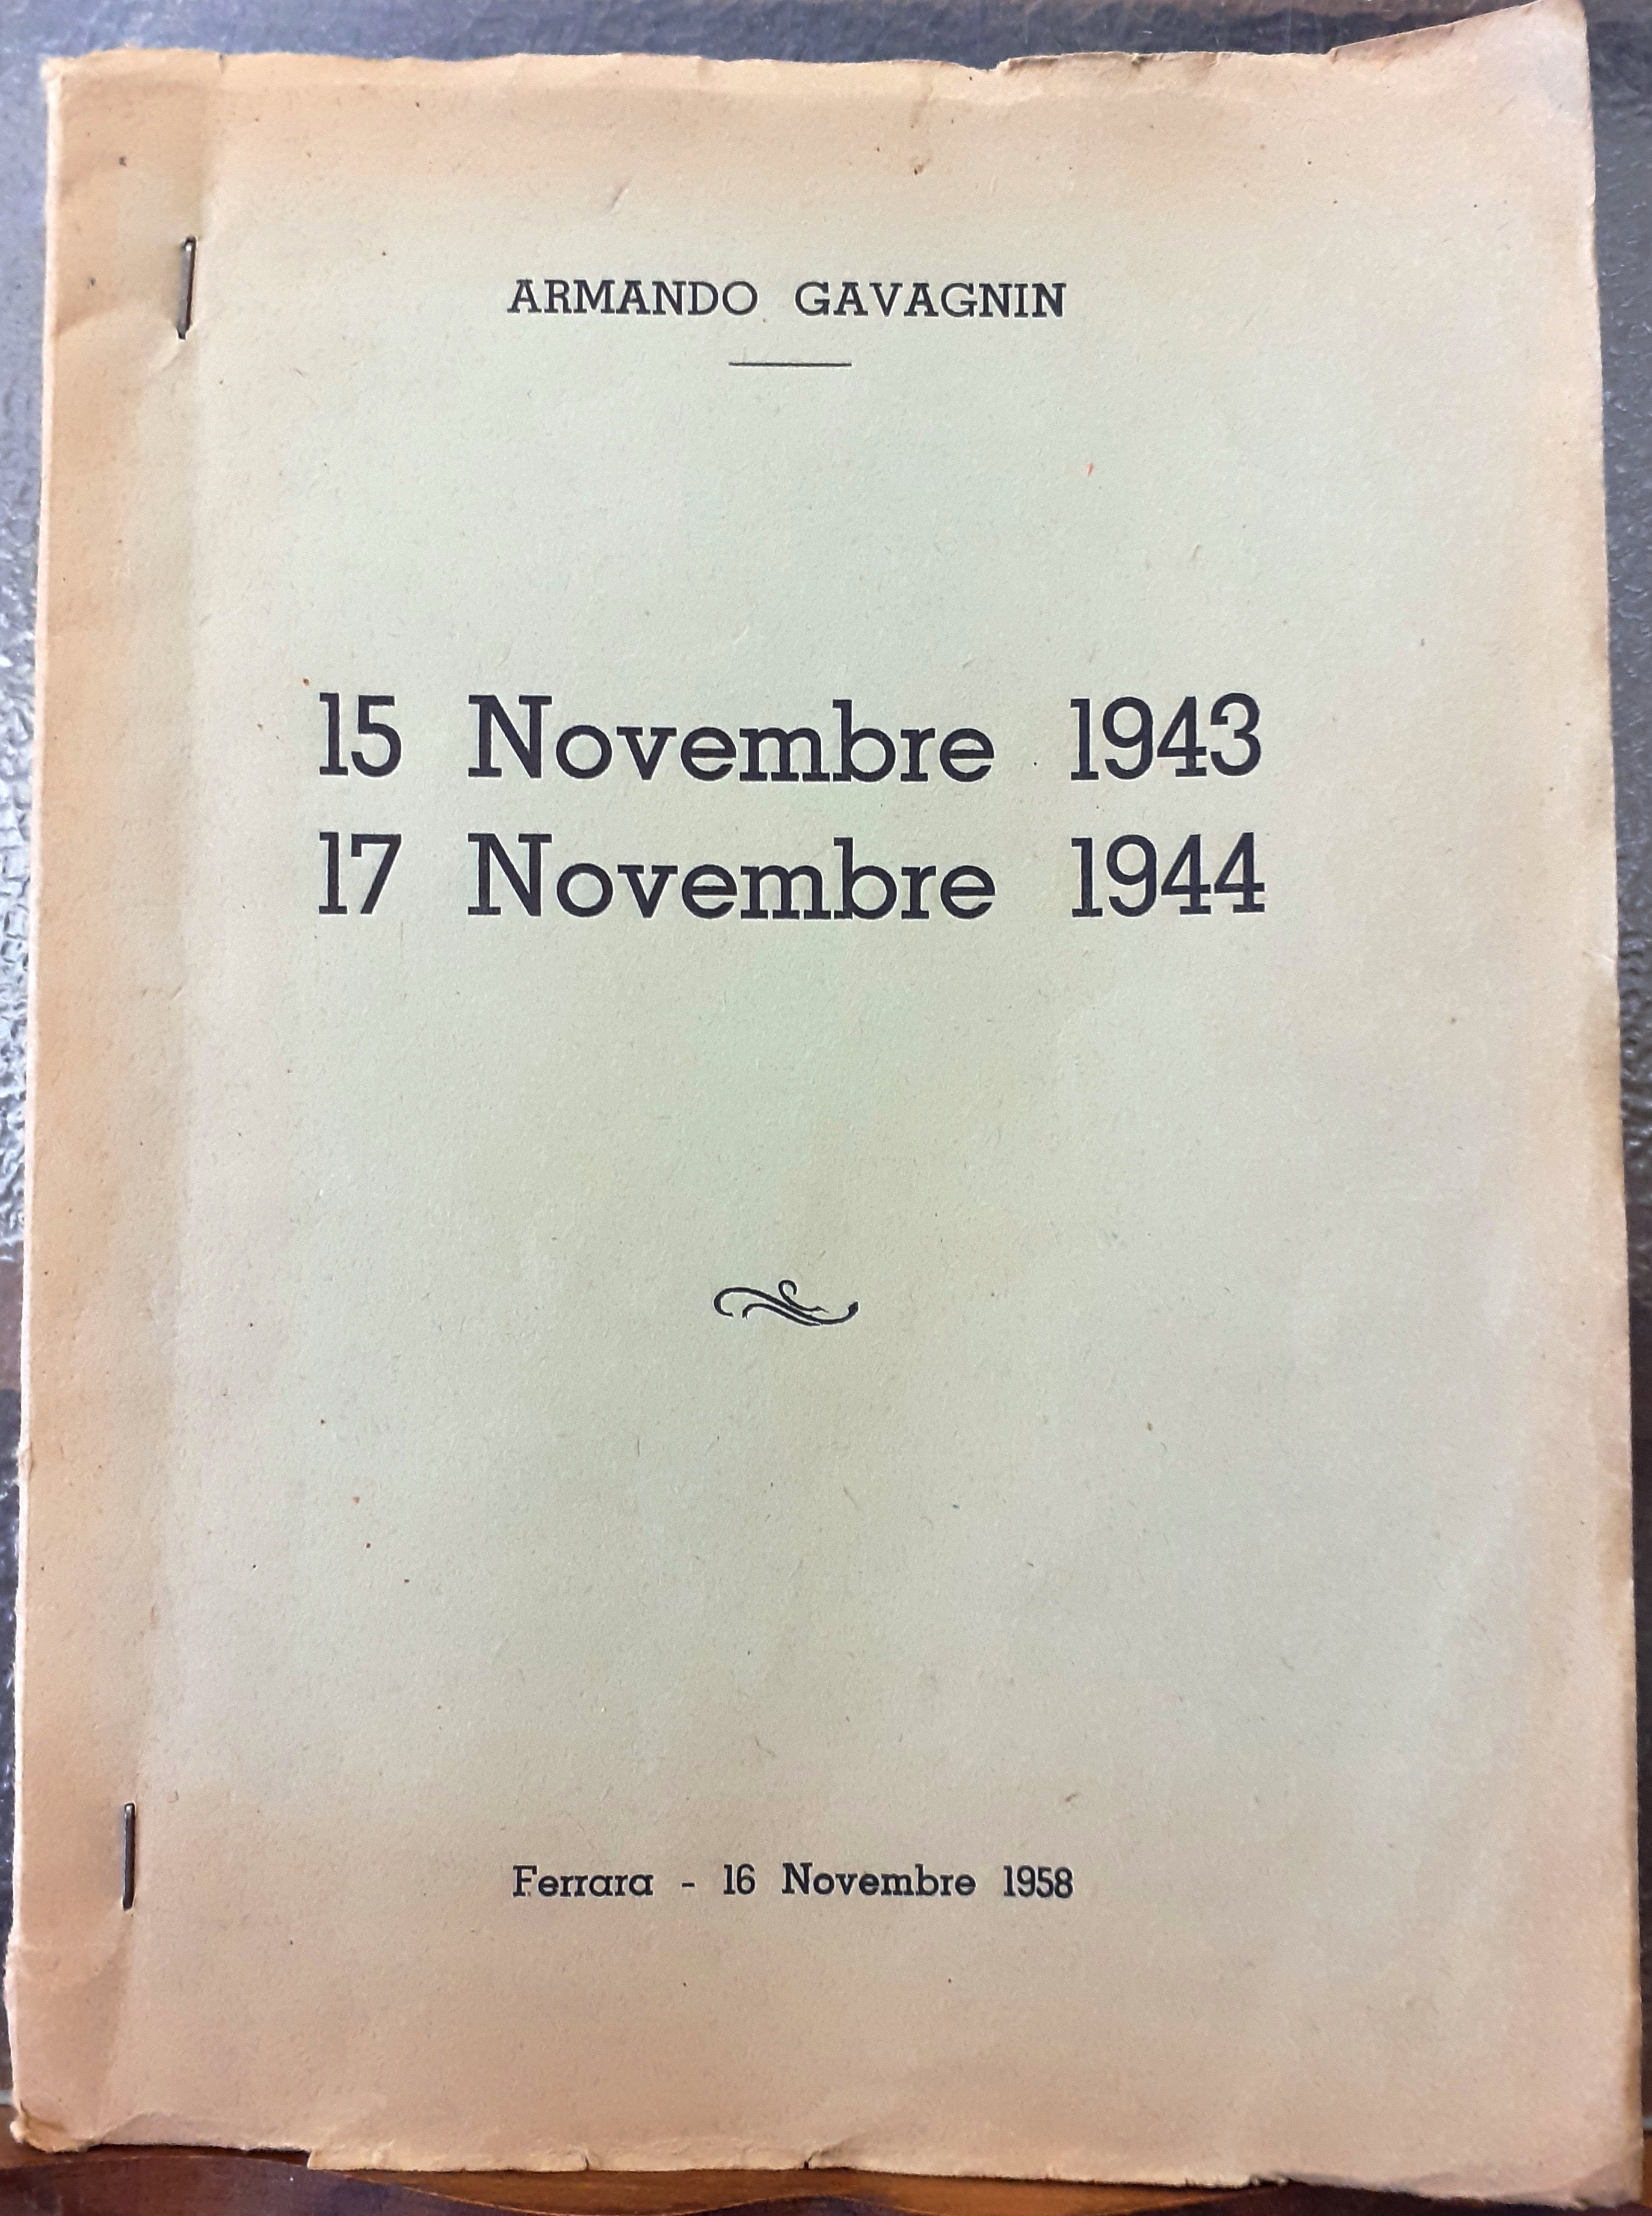 ARMANDO GAVAGNIN
15 Novembre 1943
17 Novembre 1944
Ferrara - 16 Novembre 1958